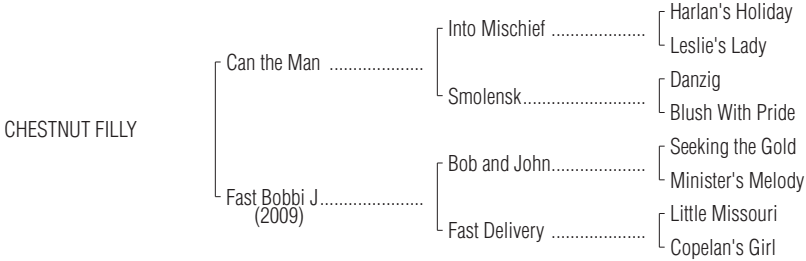 Harlan's Holiday
Into Mischief ....................
Leslie's Lady
Can the Man ....................
Danzig
Smolensk..........................
Blush With Pride
CHESTNUT FILLY
Seeking the Gold
Bob and John....................
Minister's Melody
Fast Bobbi J......................
(2009)
Little Missouri
Fast Delivery ....................
Copelan's Girl